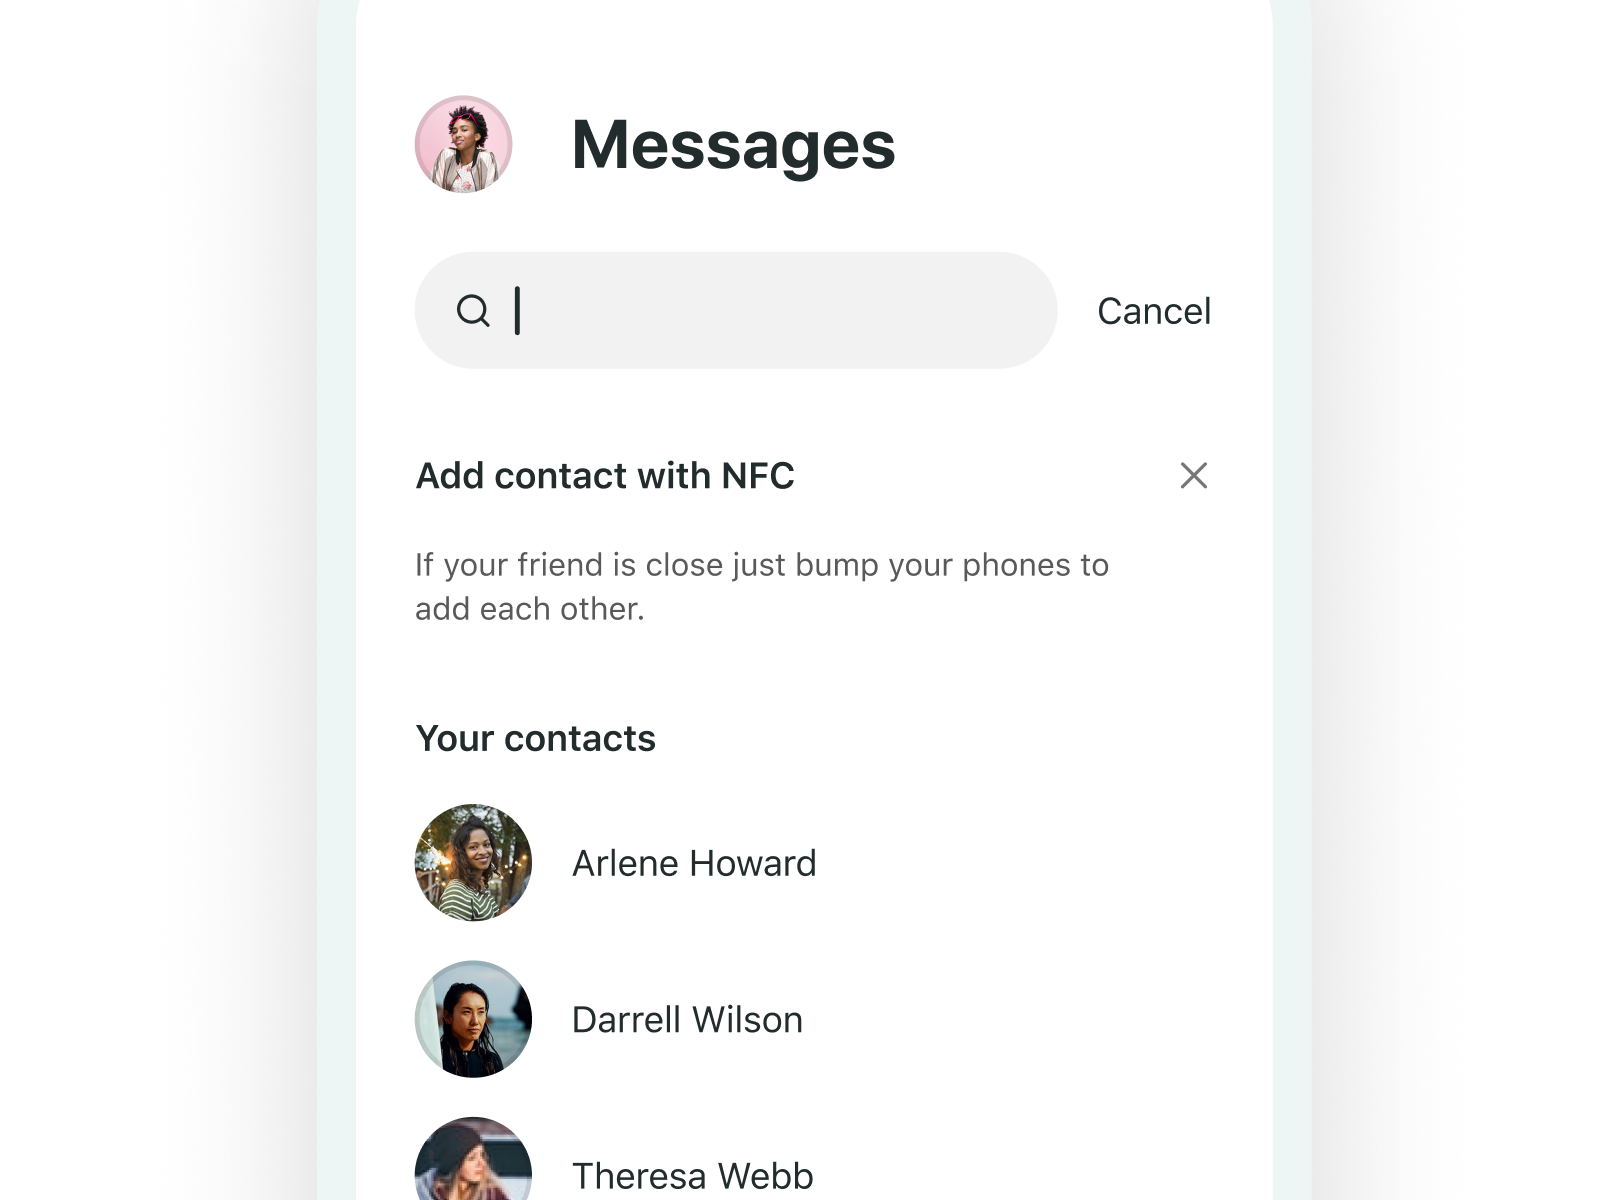 Messages
Cancel
Add contact with NFC
If your friend is close just bump your phones to
add each other.
Your contacts
Arlene Howard
Darrell Wilson
Theresa Webb